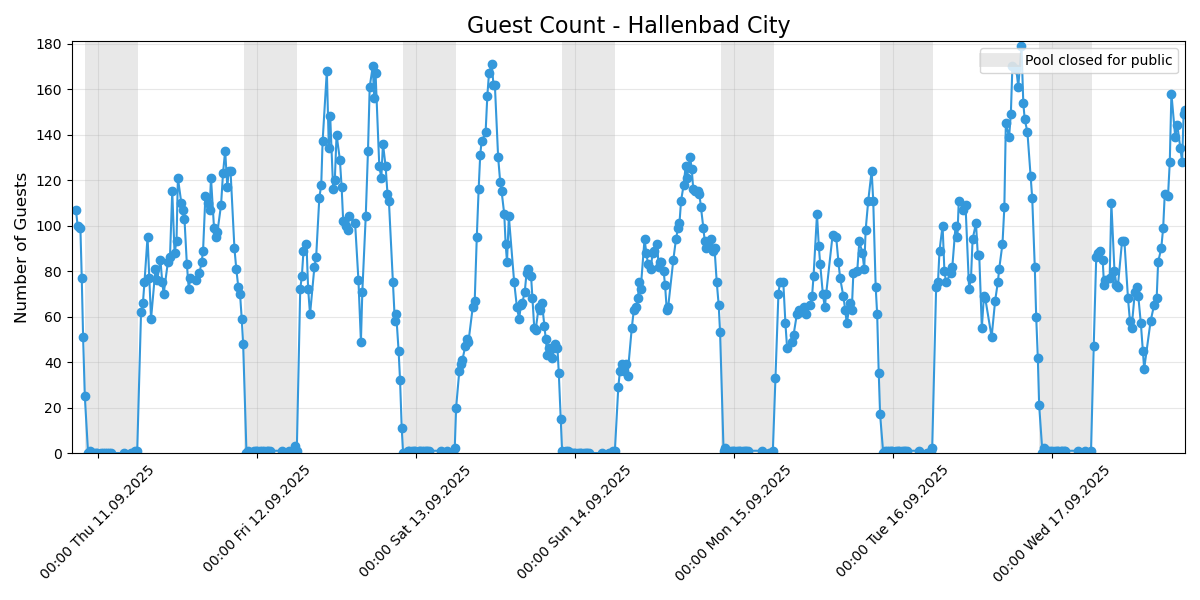 Guest Count - Hallenbad City
Pool closed for public
Number of Guests
180
160
140
120
100
80
60
40
20
0
00:00 Thu 11.09.2025
00:00 Fri 12.09.2025
00:00 Sat 13.09.2025
00:00 Sun 14.09.2025
00:00 Mon 15.09.2025
00:00 Tue 16.09.2025
00:00 Wed 17.09.2025